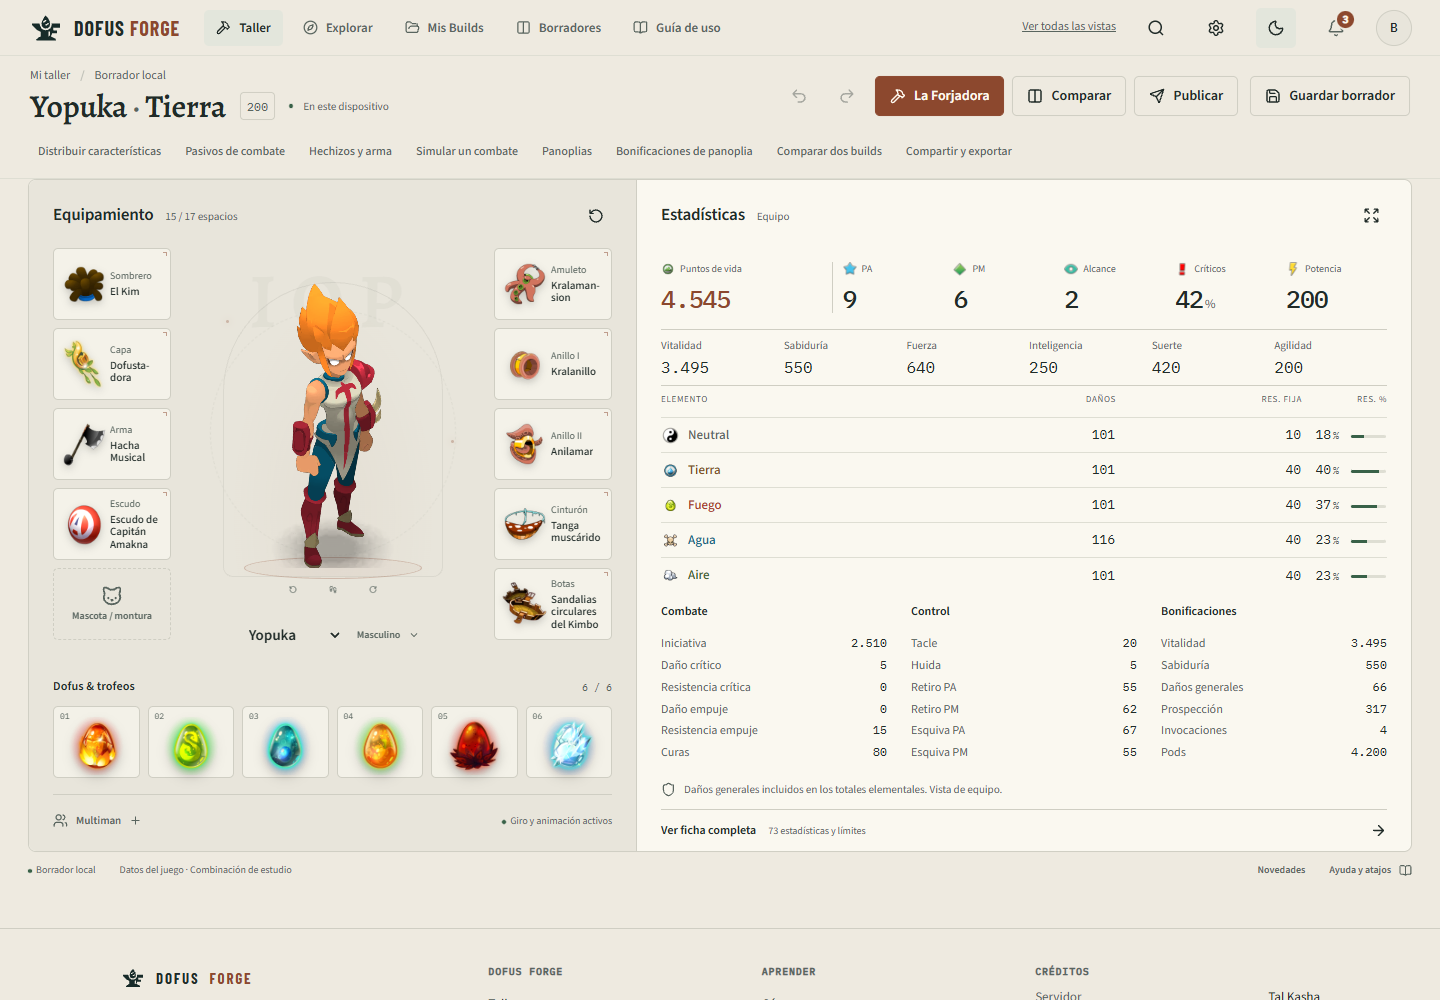 DOFUS FORGE
Taller
Explorar
Mis Builds
Borradores
Guía de uso
Ver todas las vistas
3
B
Mi taller / Borrador local
Yopuka · Tierra
200
En este dispositivo
La Forjadora
Comparar
Publicar
Guardar borrador
Distribuir características
Pasivos de combate
Hechizos y arma
Simular un combate
Panoplias
Bonificaciones de panoplia
Comparar dos builds
Compartir y exportar
Equipamiento
15 / 17 espacios
Sombrero
El Kim
Capa
Dofusta-
dora
Arma
Hacha
Musical
Escudo
Escudo de
Capitán
Amakna
Mascota / montura
IOP
Yopuka
Masculino
Amuleto
Kralaman-
sion
Anillo I
Kralanillo
Anillo II
Anilamar
Cinturón
Tanga
muscárido
Botas
Sandalias
circulares
del Kimbo
Dofus & trofeos
6 / 6
01
02
03
04
05
06
Multiman +
Giro y animación activos
Estadísticas
Equipo
Puntos de vida
4.545
PA
9
PM
6
Alcance
2
Críticos
42%
Potencia
200
Vitalidad
3.495
Sabiduría
550
Fuerza
640
Inteligencia
250
Suerte
420
Agilidad
200
ELEMENTO DAÑOS RES. FIJA RES. %
Neutral 101 10 18%
Tierra 101 40 40%
Fuego 101 40 37%
Agua 116 40 23%
Aire 101 40 23%
Combate
Iniciativa 2.510
Daño crítico 5
Resistencia crítica 0
Daño empuje 0
Resistencia empuje 15
Curas 80
Control
Tacle 20
Huida 5
Retiro PA 55
Retiro PM 62
Esquiva PA 67
Esquiva PM 55
Bonificaciones
Vitalidad 3.495
Sabiduría 550
Daños generales 66
Prospección 317
Invocaciones 4
Pods 4.200
Daños generales incluidos en los totales elementales. Vista de equipo.
Ver ficha completa
73 estadísticas y límites
Borrador local
Datos del juego · Combinación de estudio
Novedades
Ayuda y atajos
DOFUS FORGE
DOFUS FORGE
APRENDER
CRÉDITOS
Servidor
Tal Kasha